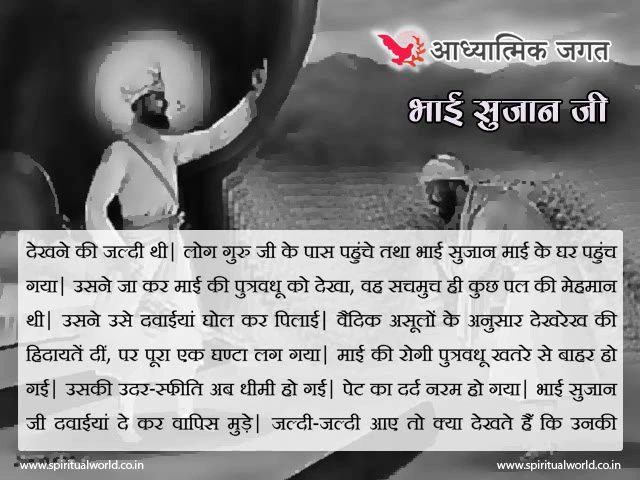 आध्यात्मिक जगत
भाई सुजान जी
देखने की जल्दी थी| लोग गुरु जी के पास पहुंचे तथा भाई सुजान माई के घर पहुंच
गया| उसने जा कर माई की पुत्रवधू को देखा, वह सचमुच ही कुछ पल की मेहमान
थी| उसने उसे दवाईयां घोल कर पिलाई| वैदिक असूलों के अनुसार देखरेख की
हिदायतें दीं, पर पूरा एक घण्टा लग गया| माई की रोगी पुत्रवधू खतरे से बाहर हो
गई| उसकी उदर-स्फीति अब धीमी हो गई| पेट का दर्द नरम हो गया| भाई सुजान
जी दवाईयां दे कर वापिस मुड़े| जल्दी-जल्दी आए तो क्या देखते हैं कि उनकी
www.spiritualworld.co.in
www.spiritualworld.co.in